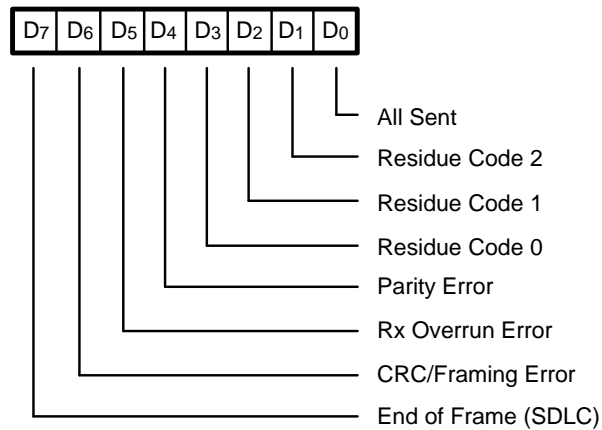 D7 D6 D5 D4 D3 D2 D1 D0
All Sent
Residue Code 2
Residue Code 1
Residue Code 0
Parity Error
Rx Overrun Error
CRC/Framing Error
End of Frame (SDLC)